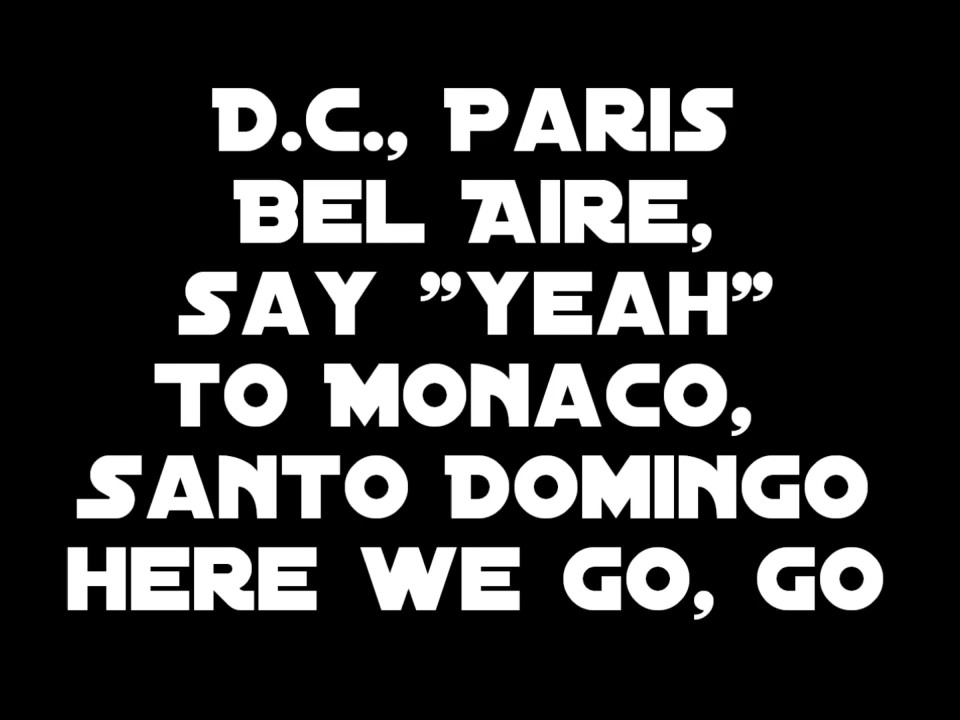 D.C., Paris
Bel Aire,
Say "Yeah"
To Monaco,
Santo Domingo
Here we go, go